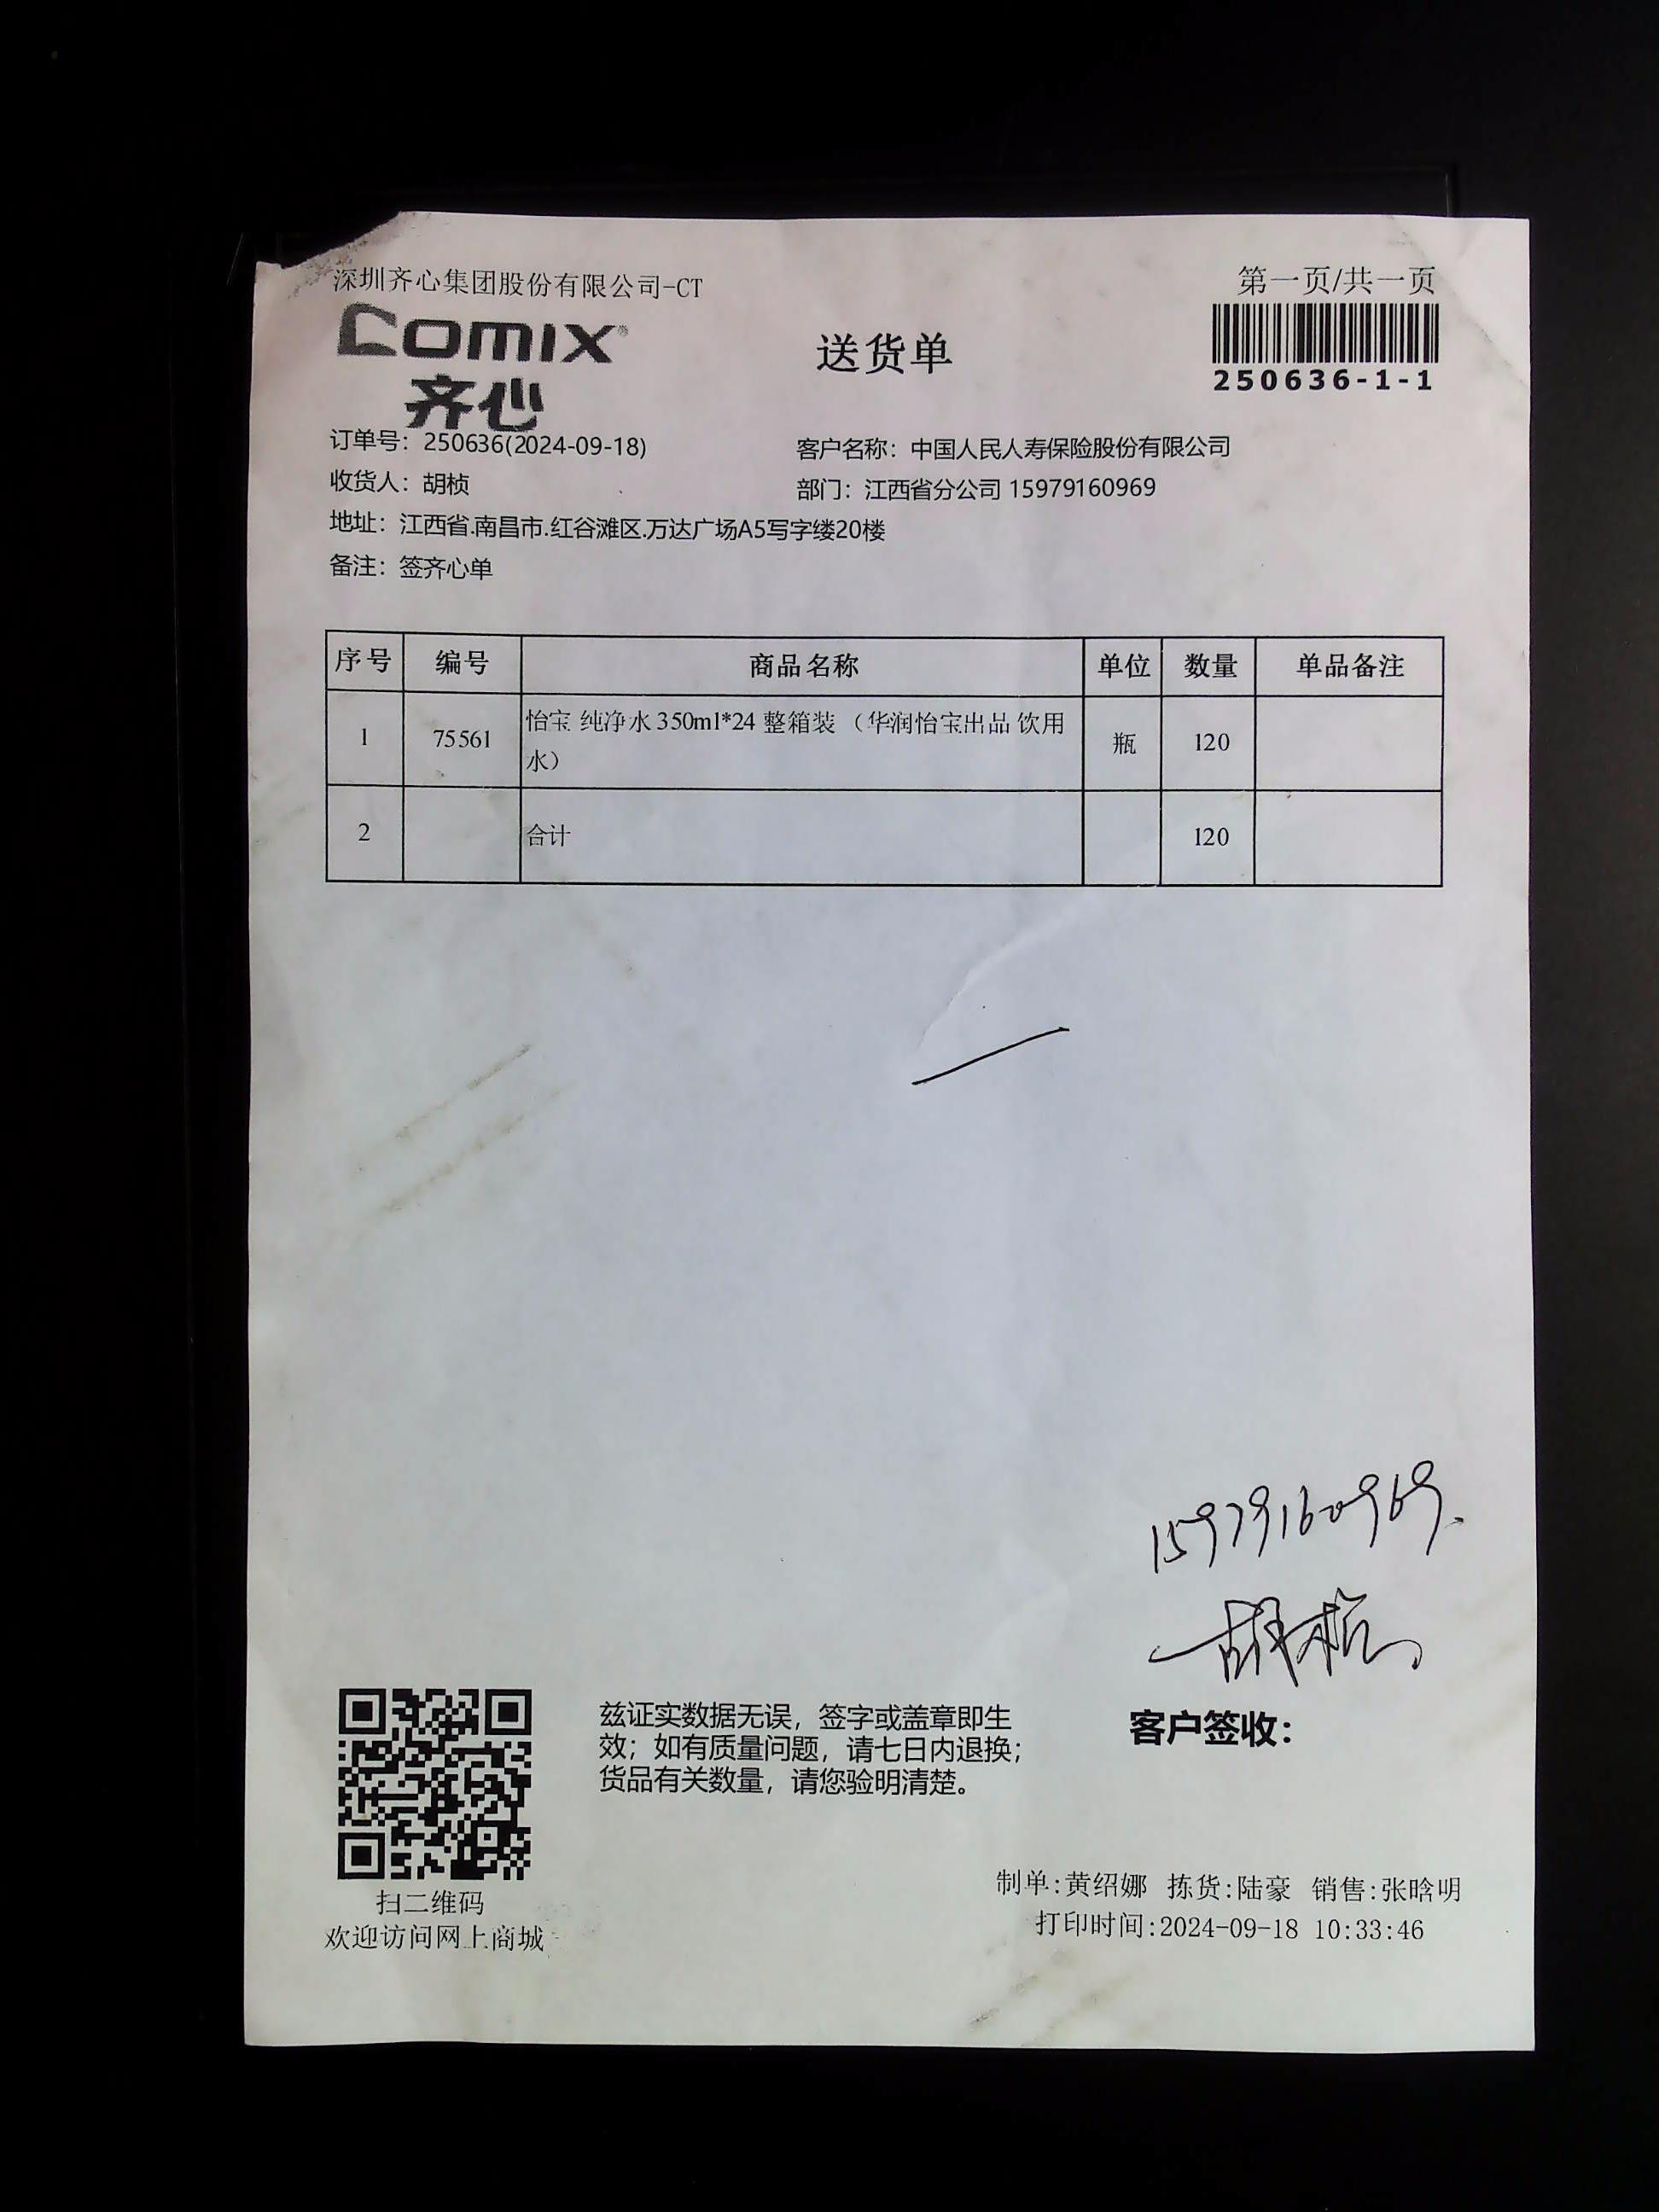 深圳齐心集团股份有限公司-CT
第一页/共一页
COMIX
齐心
送货单
250636-1-1
订单号：250636(2024-09-18)
客户名称：中国人民人寿保险股份有限公司
收货人：胡桢
部门：江西省分公司 15979160969
地址：江西省.南昌市.红谷滩区.万达广场A5写字缕20楼
备注：签齐心单
序号 编号 商品名称 单位 数量 单品备注
1 75561 怡宝 纯净水 350ml*24 整箱装 （华润怡宝出品 饮用
水） 瓶 120
2 合计 120
15979160969.
胡桢
兹证实数据无误，签字或盖章即生
效；如有质量问题，请七日内退换；
货品有关数量，请您验明清楚。
客户签收：
扫二维码
欢迎访问网上商城
制单:黄绍娜 拣货:陆豪 销售:张晗明
打印时间:2024-09-18 10:33:46